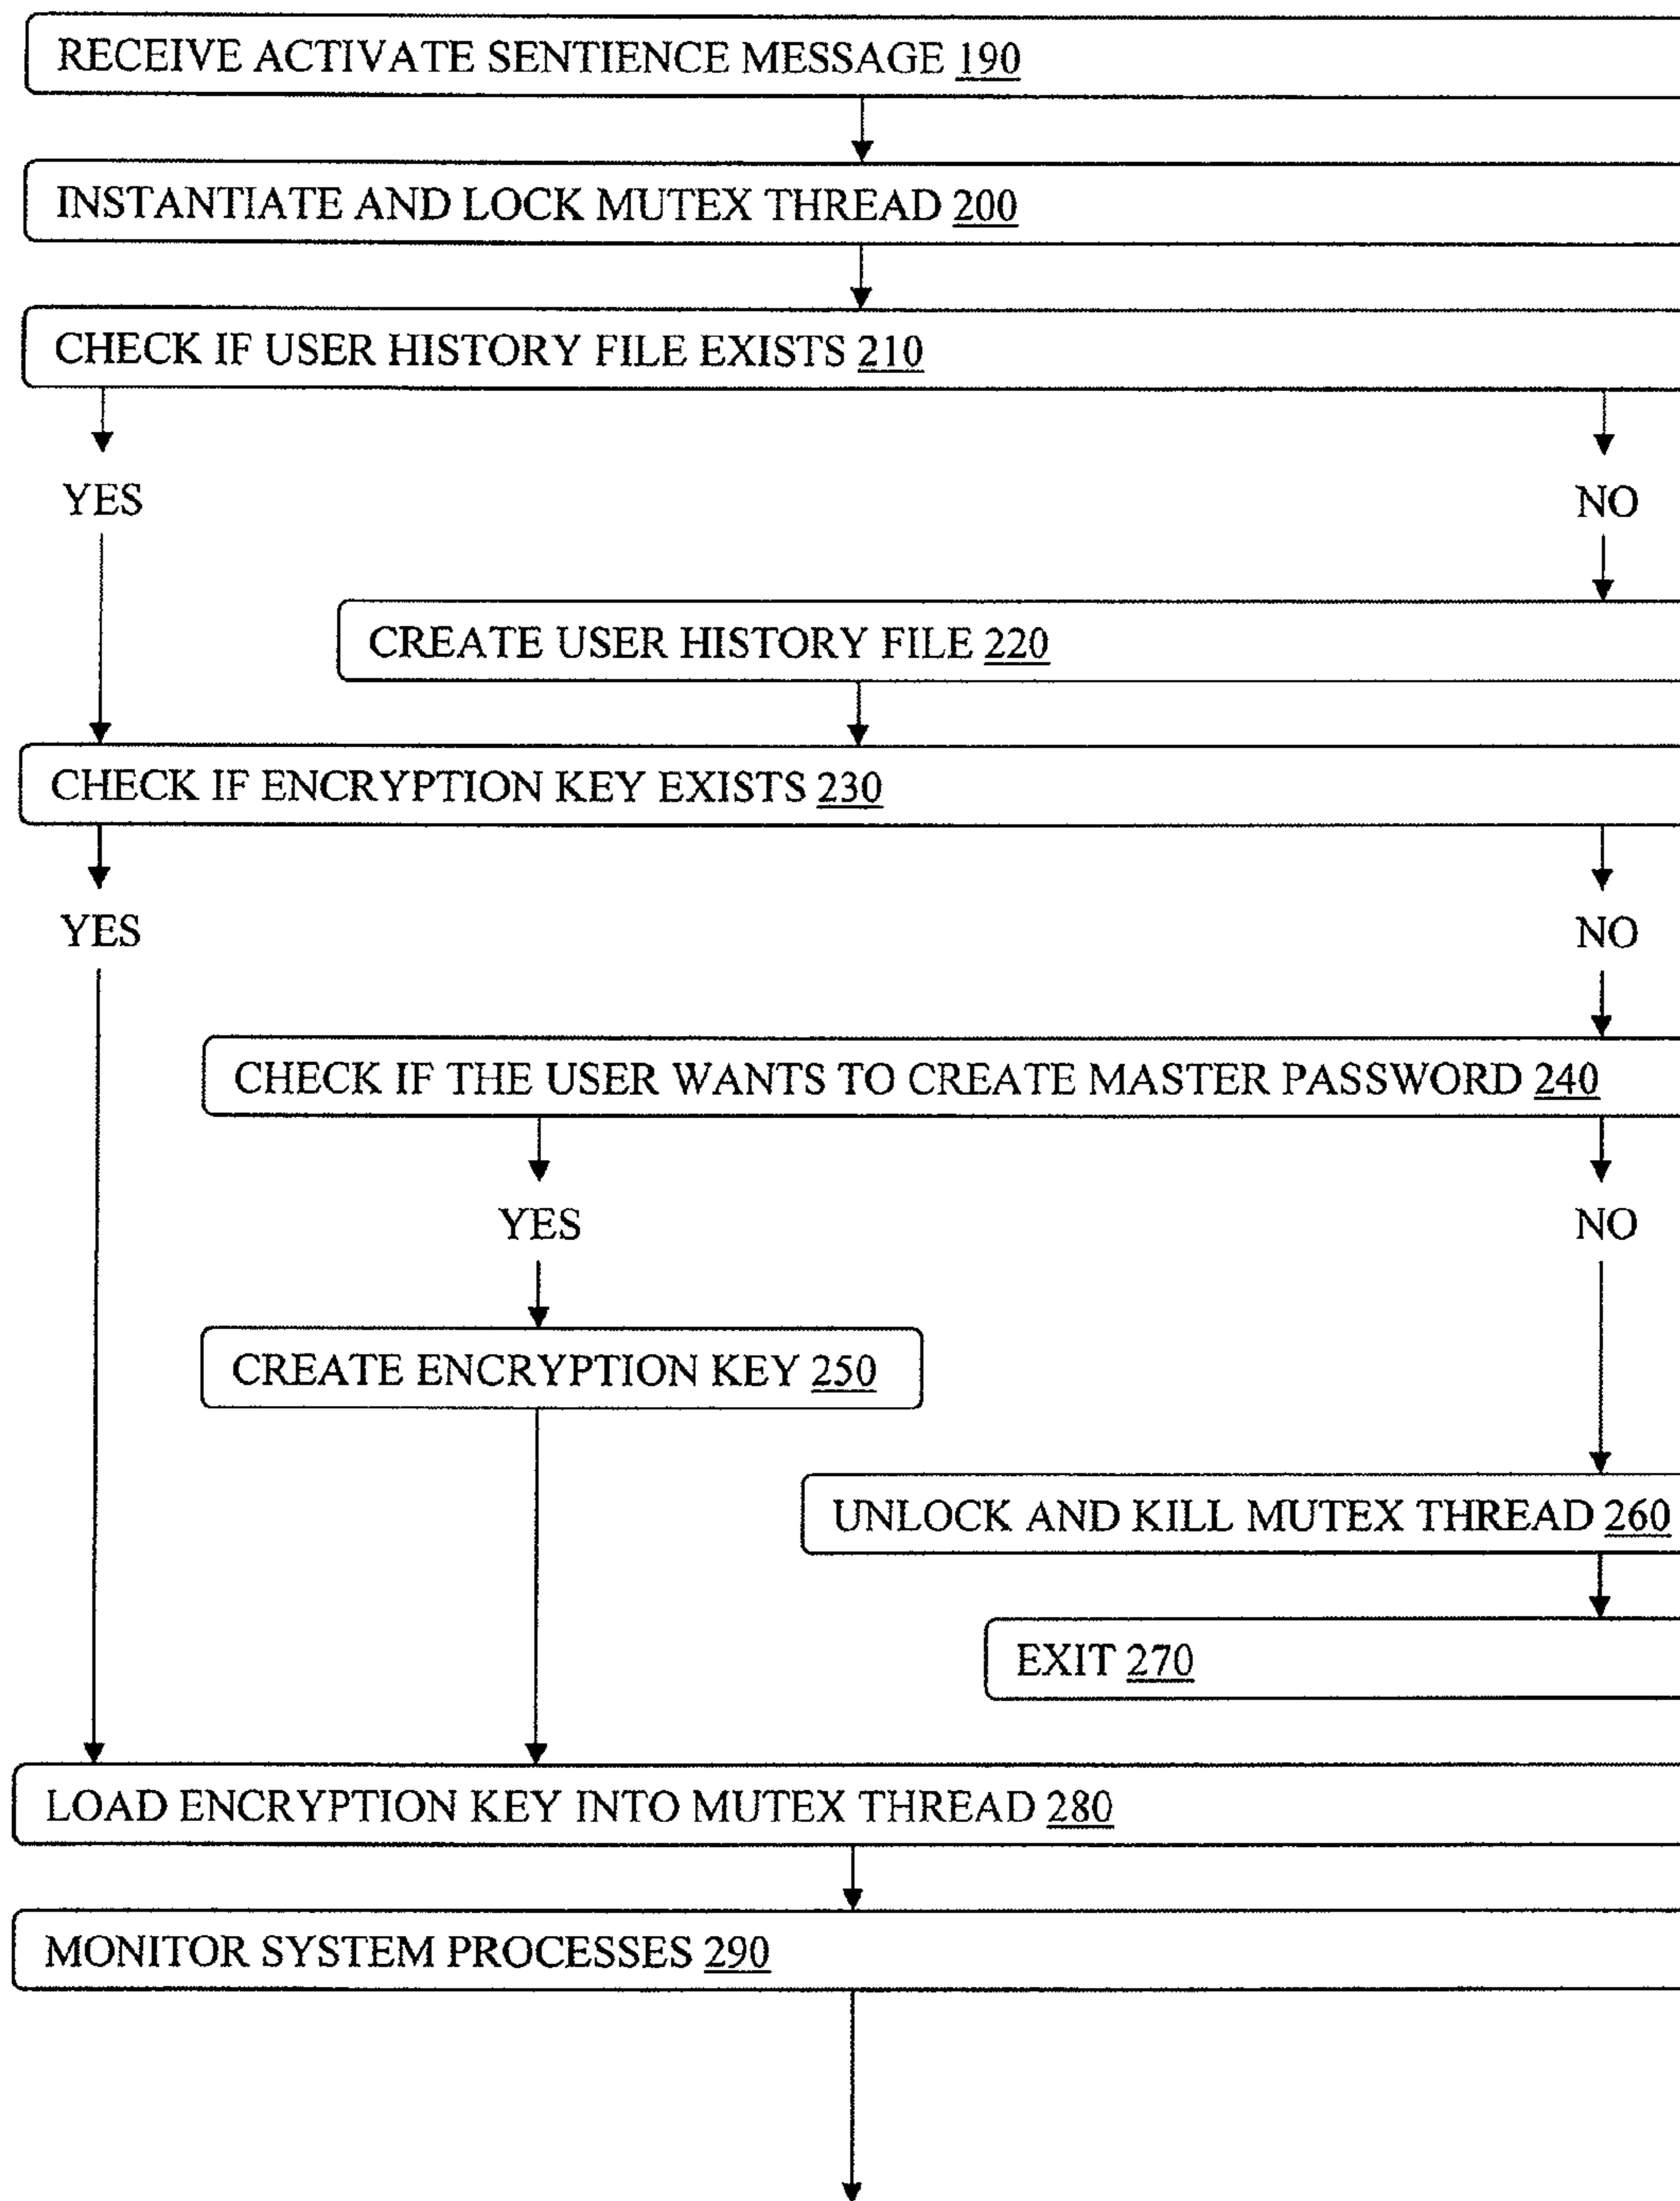 RECEIVE ACTIVATE SENTIENCE MESSAGE 190
INSTANTIATE AND LOCK MUTEX THREAD 200
CHECK IF USER HISTORY FILE EXISTS 210
YES
NO
CREATE USER HISTORY FILE 220
CHECK IF ENCRYPTION KEY EXISTS 230
YES
NO
CHECK IF THE USER WANTS TO CREATE MASTER PASSWORD 240
YES
NO
CREATE ENCRYPTION KEY 250
UNLOCK AND KILL MUTEX THREAD 260
EXIT 270
LOAD ENCRYPTION KEY INTO MUTEX THREAD 280
MONITOR SYSTEM PROCESSES 290